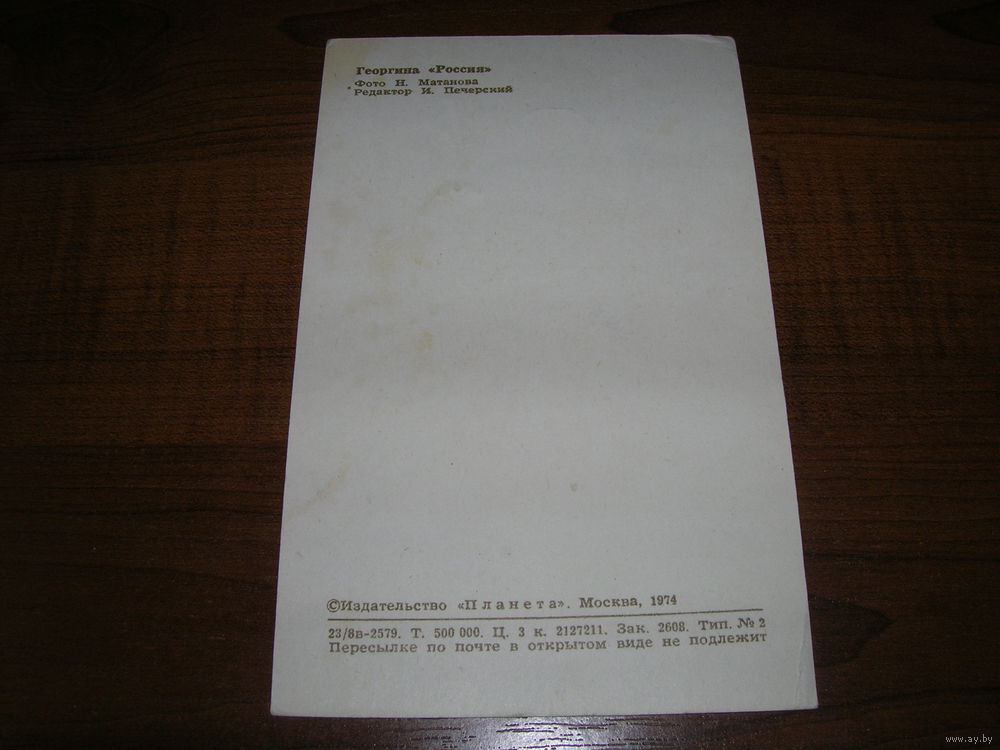 Георгина «Россия»
Фото Н. Матанова
Редактор И. Печерский
©Издательство «Планета». Москва, 1974
23/8в-2579. Т. 500 000. Ц. 3 к. 2127211. Зак. 2608. Тип. № 2
Пересылке по почте в открытом виде не подлежит
www.ay.by